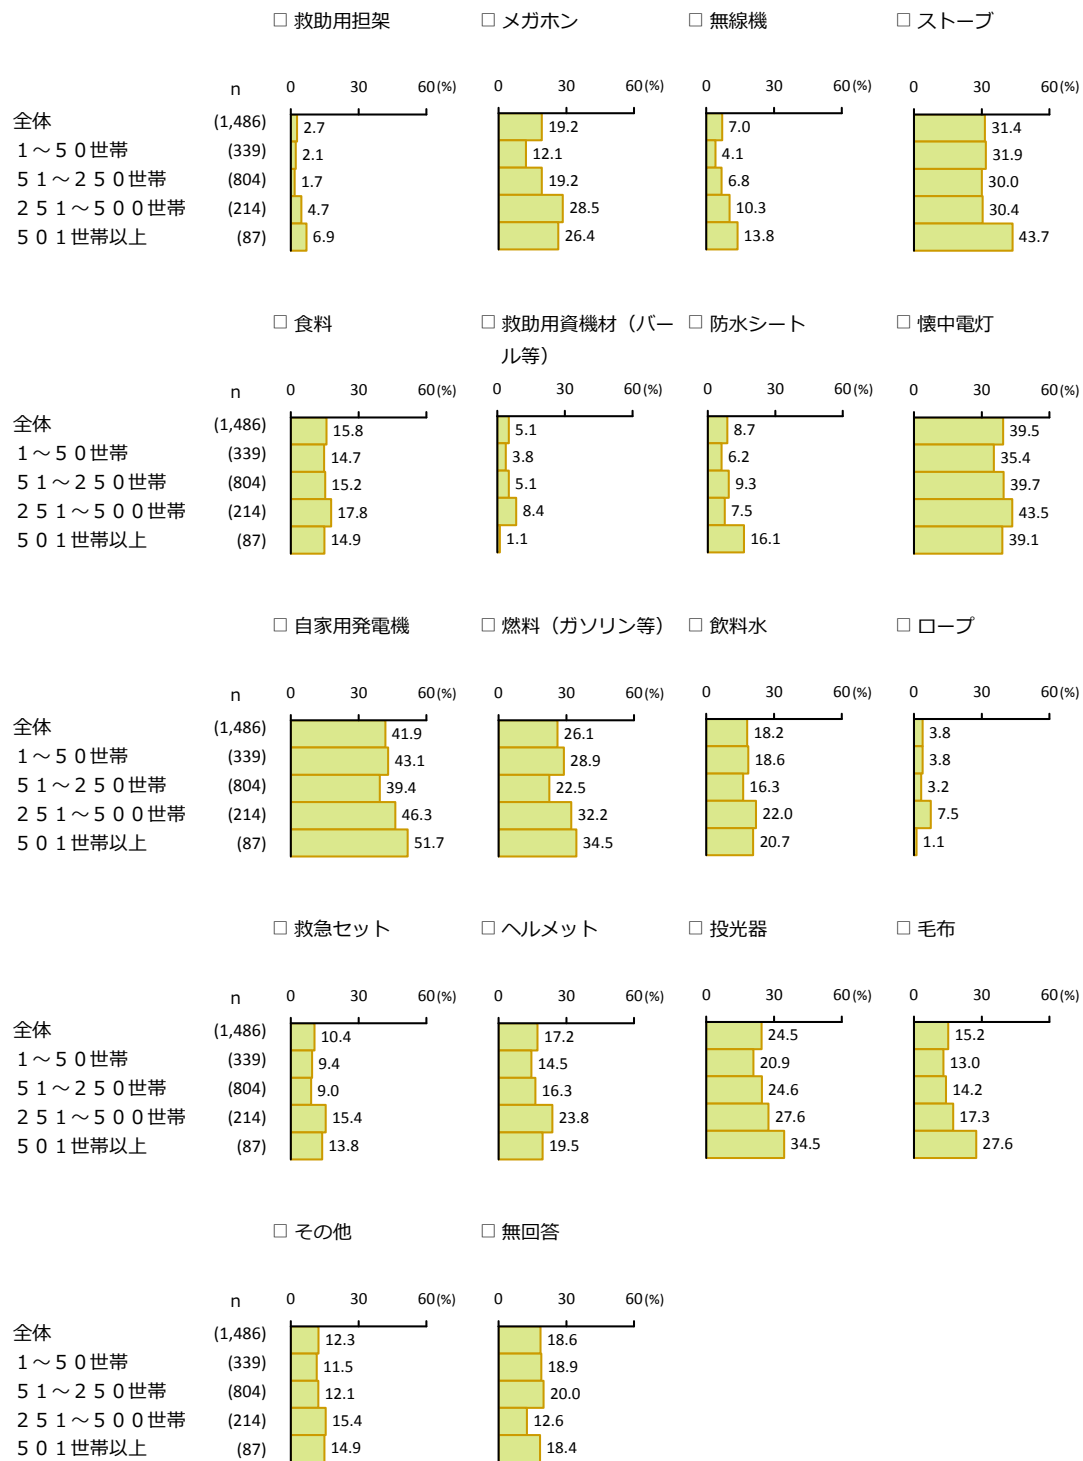 □ 救助用担架 □ メガホン □ 無線機 □ ストーブ
n 0 30 60(%) 0 30 60(%) 0 30 60(%) 0 30 60(%)
全体 (1,486) 2.7 19.2 7.0 31.4
1～50世帯 (339) 2.1 12.1 4.1 31.9
51～250世帯 (804) 1.7 19.2 6.8 30.0
251～500世帯 (214) 4.7 28.5 10.3 30.4
501世帯以上 (87) 6.9 26.4 13.8 43.7
□ 食料 □ 救助用資機材（バー □ 防水シート □ 懐中電灯
ル等）
n 0 30 60(%) 0 30 60(%) 0 30 60(%) 0 30 60(%)
全体 (1,486) 15.8 5.1 8.7 39.5
1～50世帯 (339) 14.7 3.8 6.2 35.4
51～250世帯 (804) 15.2 5.1 9.3 39.7
251～500世帯 (214) 17.8 8.4 7.5 43.5
501世帯以上 (87) 14.9 1.1 16.1 39.1
□ 自家用発電機 □ 燃料（ガソリン等） □ 飲料水 □ ロープ
n 0 30 60(%) 0 30 60(%) 0 30 60(%) 0 30 60(%)
全体 (1,486) 41.9 26.1 18.2 3.8
1～50世帯 (339) 43.1 28.9 18.6 3.8
51～250世帯 (804) 39.4 22.5 16.3 3.2
251～500世帯 (214) 46.3 32.2 22.0 7.5
501世帯以上 (87) 51.7 34.5 20.7 1.1
□ 救急セット □ ヘルメット □ 投光器 □ 毛布
n 0 30 60(%) 0 30 60(%) 0 30 60(%) 0 30 60(%)
全体 (1,486) 10.4 17.2 24.5 15.2
1～50世帯 (339) 9.4 14.5 20.9 13.0
51～250世帯 (804) 9.0 16.3 24.6 14.2
251～500世帯 (214) 15.4 23.8 27.6 17.3
501世帯以上 (87) 13.8 19.5 34.5 27.6
□ その他 □ 無回答
n 0 30 60(%) 0 30 60(%)
全体 (1,486) 12.3 18.6
1～50世帯 (339) 11.5 18.9
51～250世帯 (804) 12.1 20.0
251～500世帯 (214) 15.4 12.6
501世帯以上 (87) 14.9 18.4